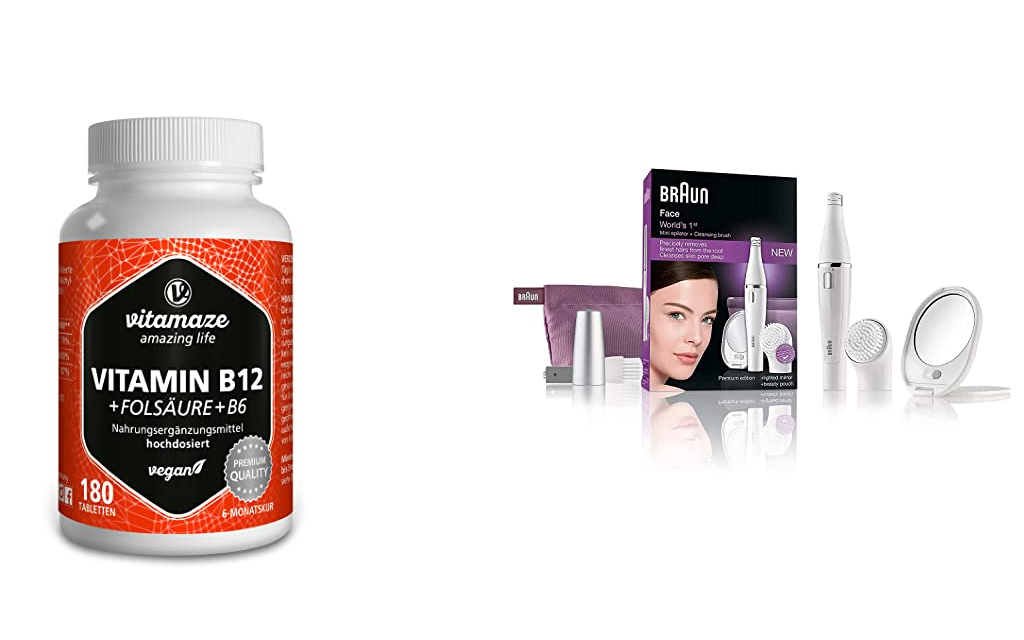 vitamaze
amazing life
VITAMIN B12
+FOLSÄURE+B6
Nahrungsergänzungsmittel
hochdosiert
vegan
PREMIUM
QUALITY
180
TABLETTEN
6-MONATSKUR
BRAUN
BRAUN
Face
World's 1st
Mini epilator + Cleansing brush
Precisely removes
finest hairs from the root
Cleanses skin pore deep
NEW
Premium edition
+lighted mirror
+beauty pouch
BRAUN